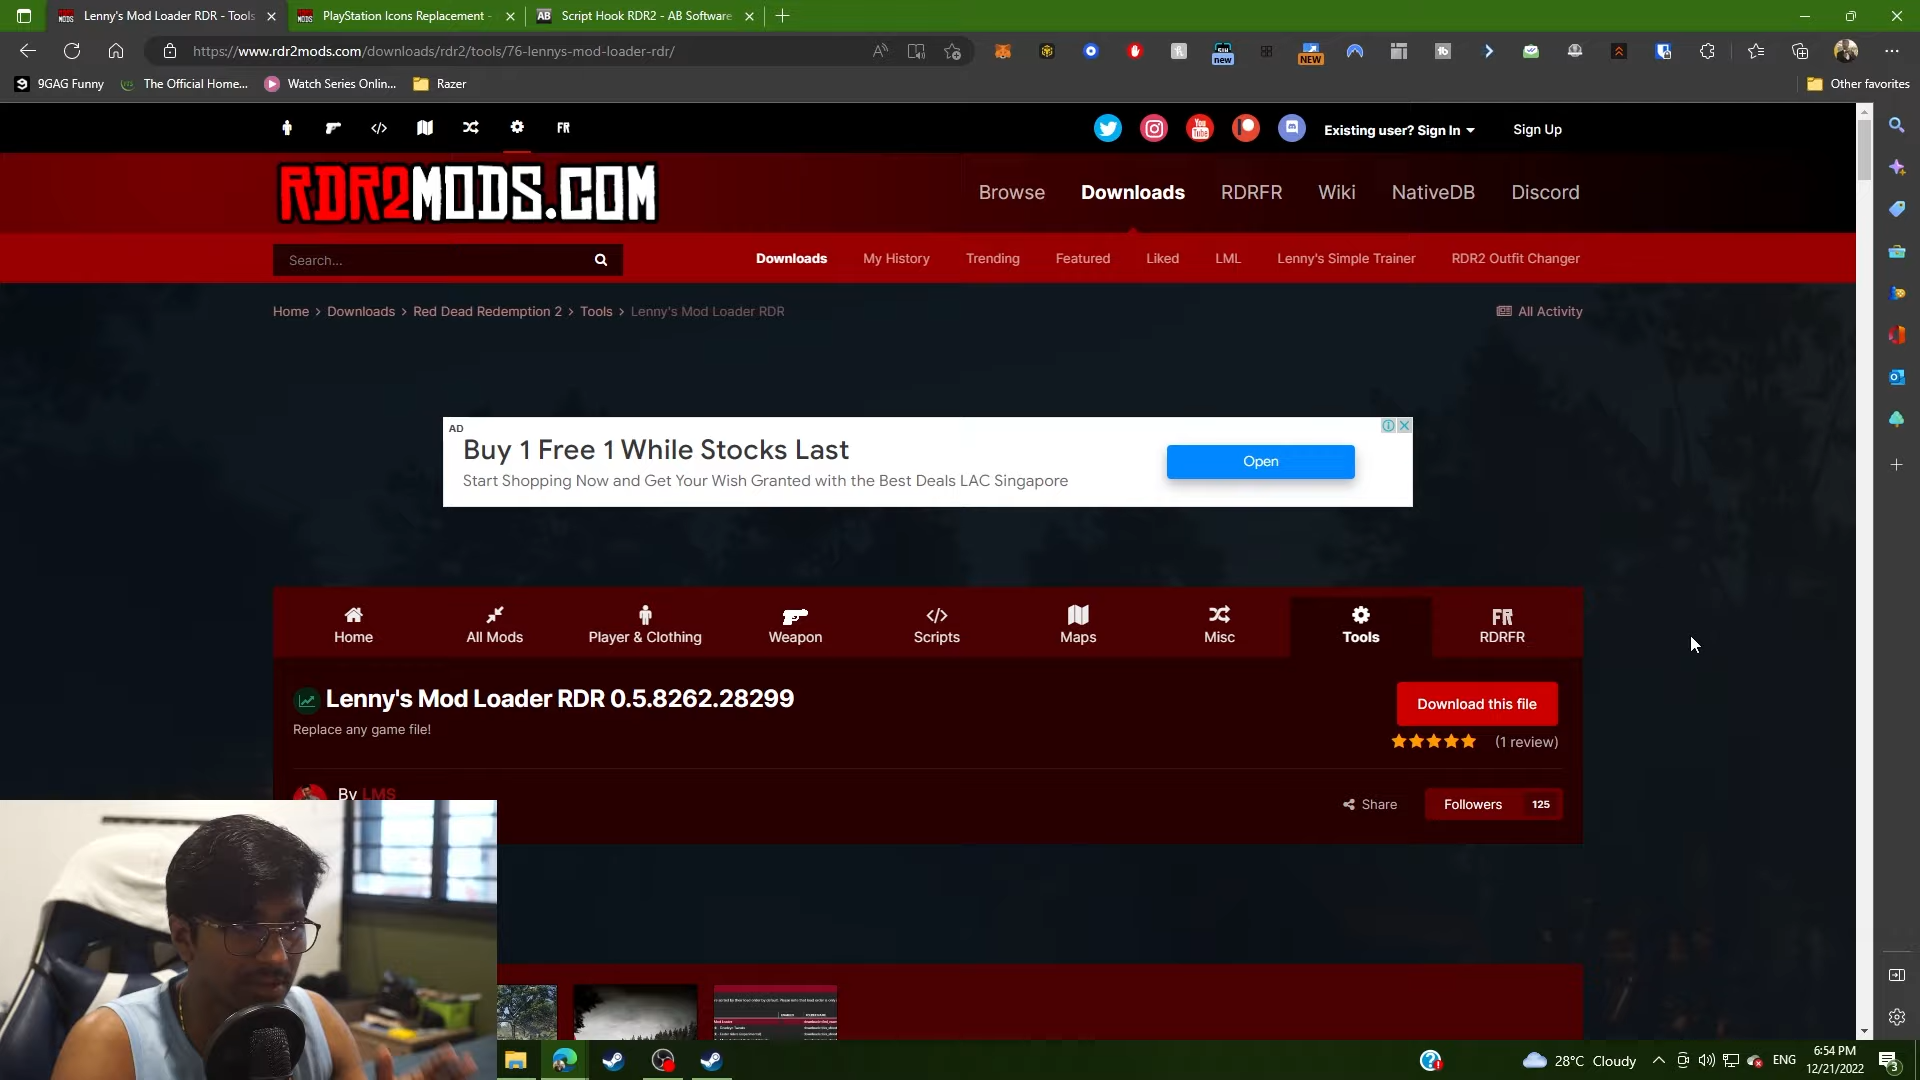 Lenny's Mod Loader RDR - Tools
PlayStation Icons Replacement -
AB Script Hook RDR2 - AB Software
https://www.rdr2mods.com/downloads/rdr2/tools/76-lennys-mod-loader-rdr/
new
NEW
9GAG Funny
The Official Home...
Watch Series Onlin...
Razer
Other favorites
FR
You Tube
Existing user? Sign In
Sign Up
RDR2MODS.COM
Browse
Downloads
RDRFR
Wiki
NativeDB
Discord
Search...
Downloads
My History
Trending
Featured
Liked
LML
Lenny's Simple Trainer
RDR2 Outfit Changer
Home > Downloads > Red Dead Redemption 2 > Tools > Lenny's Mod Loader RDR
All Activity
AD
Buy 1 Free 1 While Stocks Last
Start Shopping Now and Get Your Wish Granted with the Best Deals LAC Singapore
Open
Home
All Mods
Player & Clothing
Weapon
Scripts
Maps
Misc
Tools
FR
RDRFR
Lenny's Mod Loader RDR 0.5.8262.28299
Replace any game file!
Download this file
(1 review)
By LMS
Share
Followers 125
28°C Cloudy
ENG
6:54 PM
12/21/2022
3